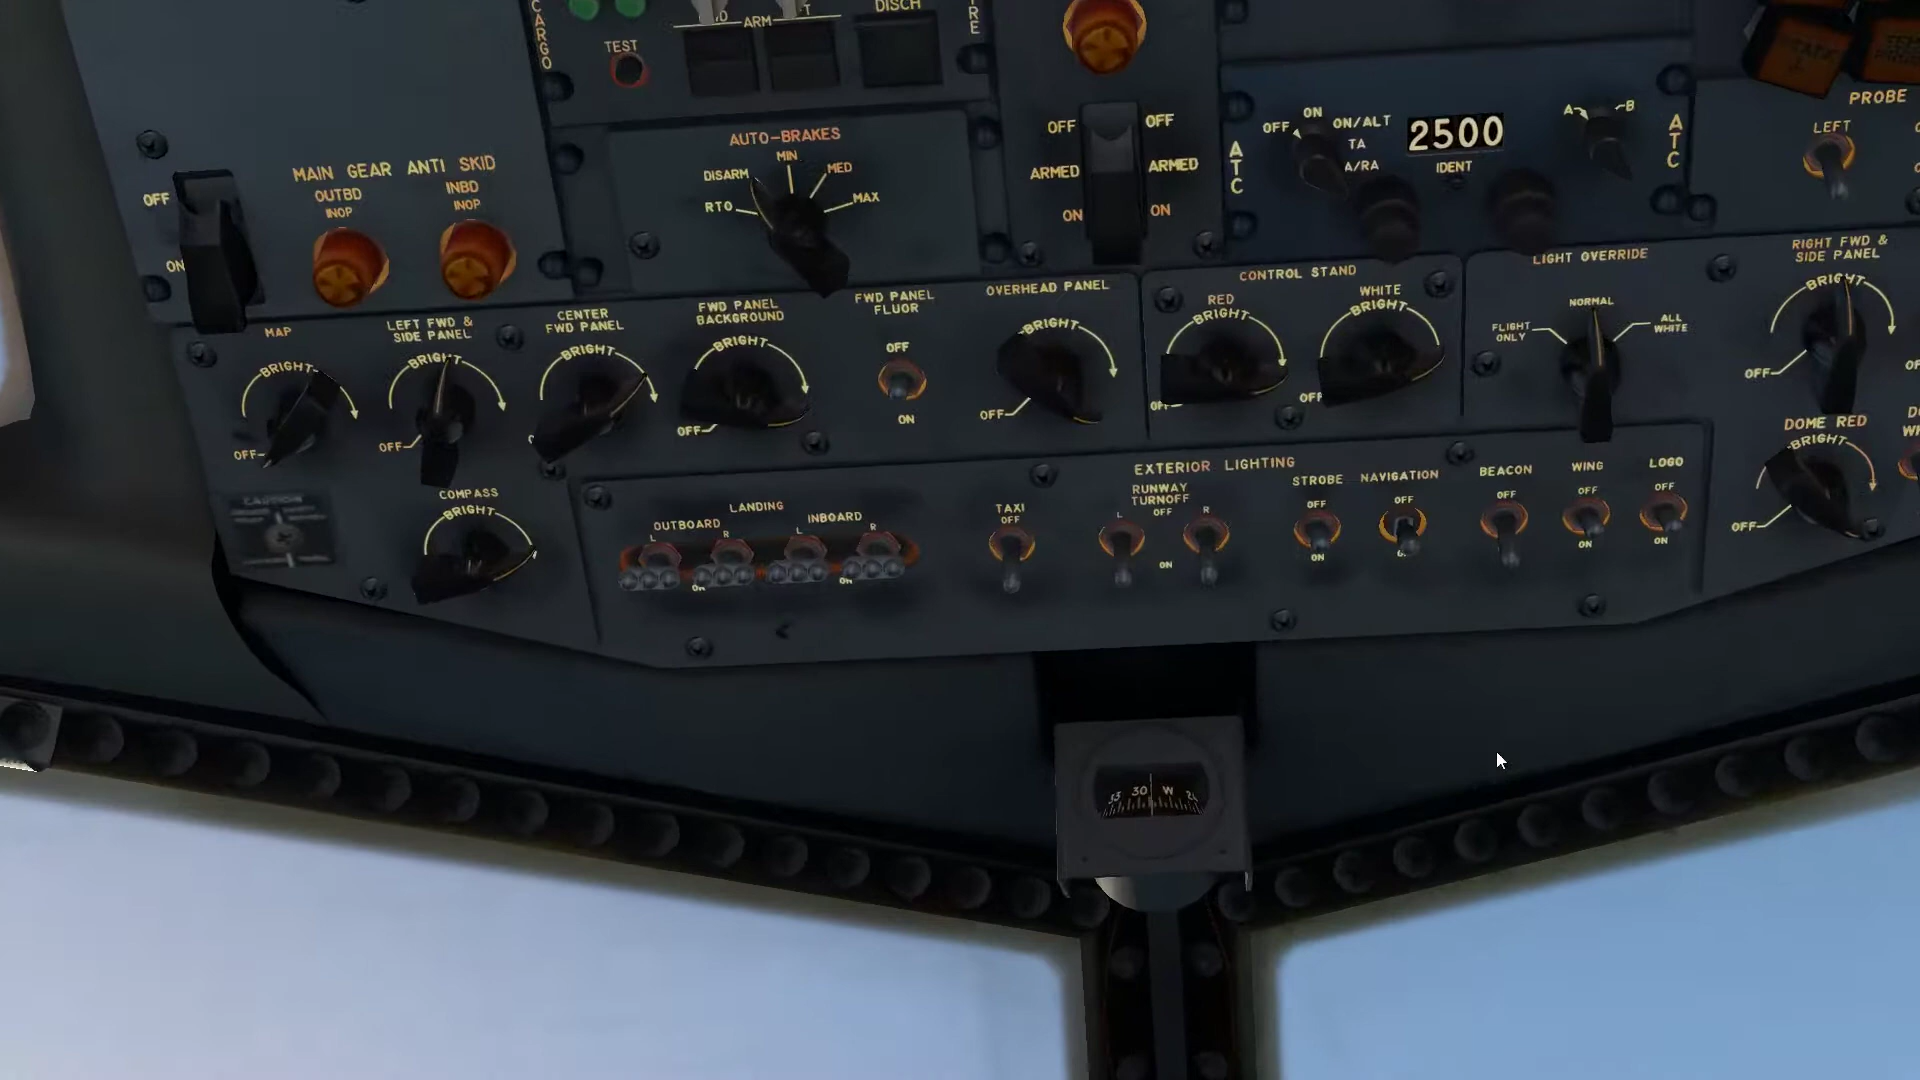 CARGO
ARM
DISCH
TEST
AUTO-BRAKES
MIN
DISARM
MED
RTO
MAX
OFF
ON
MAIN GEAR ANTI SKID
OUTBD
INOP
INBD
INOP
OFF
OFF
ARMED
ARMED
ON
ON
ATC
OFF
ON
ON/ALT
TA
A/RA
2500
IDENT
A
B
ATC
PROBE
LEFT
MAP
BRIGHT
OFF
LEFT FWD &
SIDE PANEL
BRIGHT
OFF
CENTER
FWD PANEL
BRIGHT
FWD PANEL
BACKGROUND
BRIGHT
OFF
FWD PANEL
FLUOR
OFF
ON
OVERHEAD PANEL
BRIGHT
OFF
CONTROL STAND
RED
BRIGHT
OFF
WHITE
BRIGHT
OFF
LIGHT OVERRIDE
NORMAL
FLIGHT
ONLY
ALL
WHITE
RIGHT FWD &
SIDE PANEL
BRIGHT
OFF
DOME RED
BRIGHT
OFF
CAUTION
COMPASS
BRIGHT
LANDING
OUTBOARD
INBOARD
L
R
L
R
ON
ON
EXTERIOR LIGHTING
TAXI
OFF
RUNWAY
TURNOFF
L
OFF
R
ON
STROBE
OFF
ON
NAVIGATION
OFF
BEACON
OFF
WING
OFF
ON
LOGO
OFF
ON
33 30 W 24